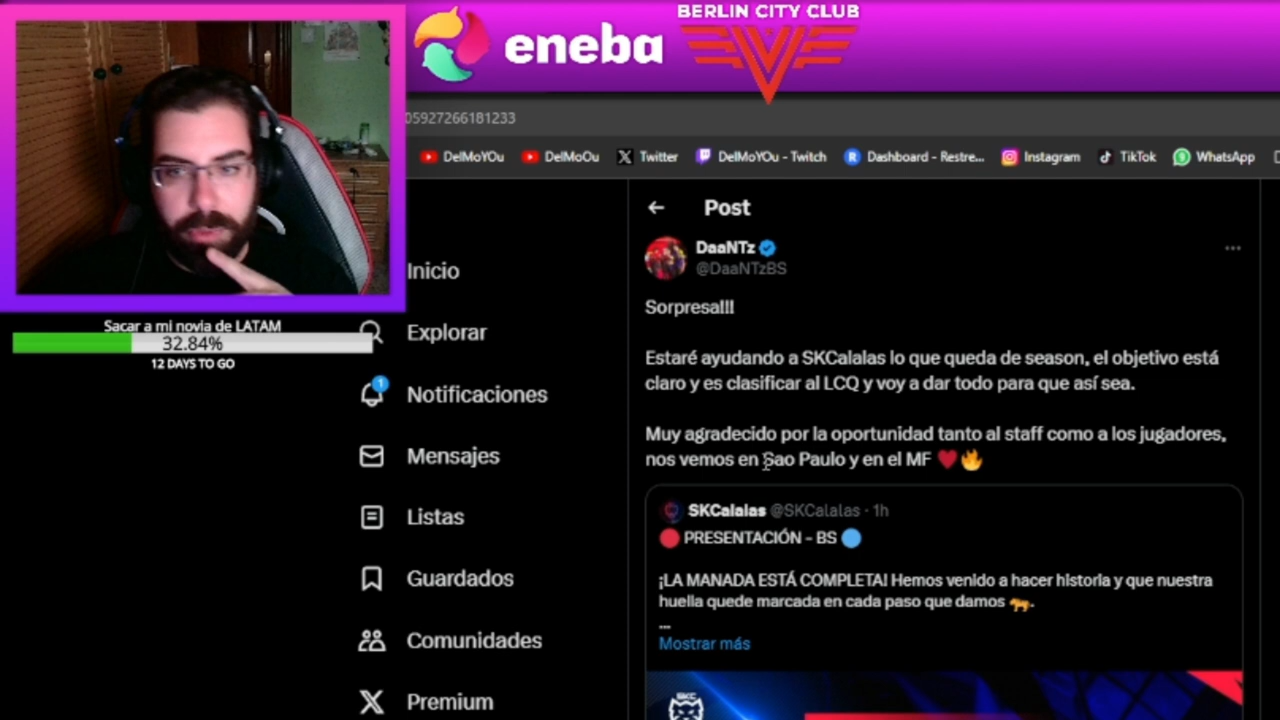 BERLIN CITY CLUB
eneba
05927266181233
DelMoYOu
DelMoOu
Twitter
DelMoYOu - Twitch
Dashboard - Restre...
Instagram
TikTok
WhatsApp
Post
DaaNTz
@DaaNTzBS
Sorpresa!!!
Estaré ayudando a SKCalalas lo que queda de season, el objetivo está
claro y es clasificar al LCQ y voy a dar todo para que así sea.
Muy agradecido por la oportunidad tanto al staff como a los jugadores,
nos vemos en Sao Paulo y en el MF ♥️🔥
SKCalalas @SKCalalas · 1h
🔴 PRESENTACIÓN - BS 🔵
¡LA MANADA ESTÁ COMPLETA! Hemos venido a hacer historia y que nuestra
huella quede marcada en cada paso que damos 🐆.
...
Mostrar más
SKC
Inicio
Explorar
1
Notificaciones
Mensajes
Listas
Guardados
Comunidades
Premium
Sacar a mi novia de LATAM
32.84%
12 DAYS TO GO